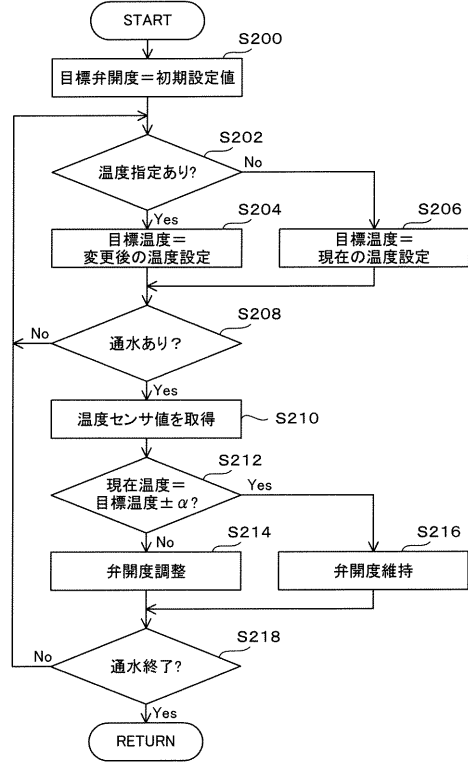 START
S200
目標弁開度＝初期設定値
S202
温度指定あり?
No
Yes
S204
目標温度＝
変更後の温度設定
S206
目標温度＝
現在の温度設定
S208
No
通水あり？
Yes
温度センサ値を取得
S210
S212
現在温度＝
目標温度±α?
Yes
No
S214
弁開度調整
S216
弁開度維持
S218
No
通水終了?
Yes
RETURN